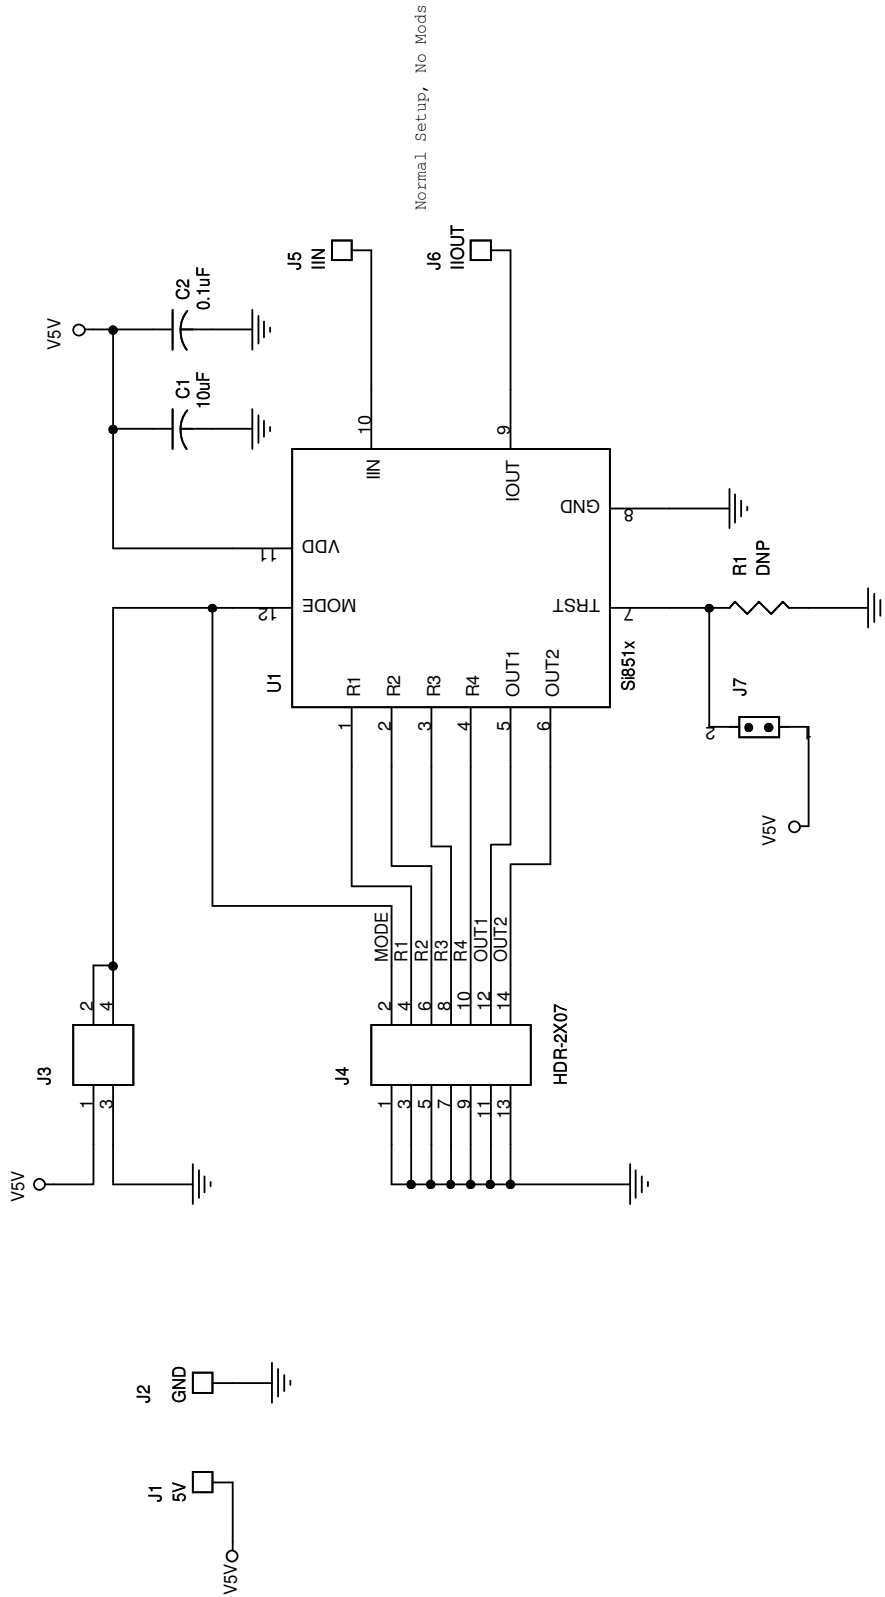 Normal Setup, No Mods
V5V
C2
0.1uF
C1
10uF
J5
IIN
J6
IIOUT
10
9
IIN
IOUT
11
VDD
12
MODE
GND
8
TRST
7
R1
DNP
U1
Si851x
R1
R2
R3
R4
OUT1
OUT2
1
2
3
4
5
6
J7
2
1
V5V
MODE
R1
R2
R3
R4
OUT1
OUT2
2
4
6
8
10
12
14
J4
HDR-2X07
1
3
5
7
9
11
13
J3
2
4
1
3
V5V
J2
GND
J1
5V
V5V